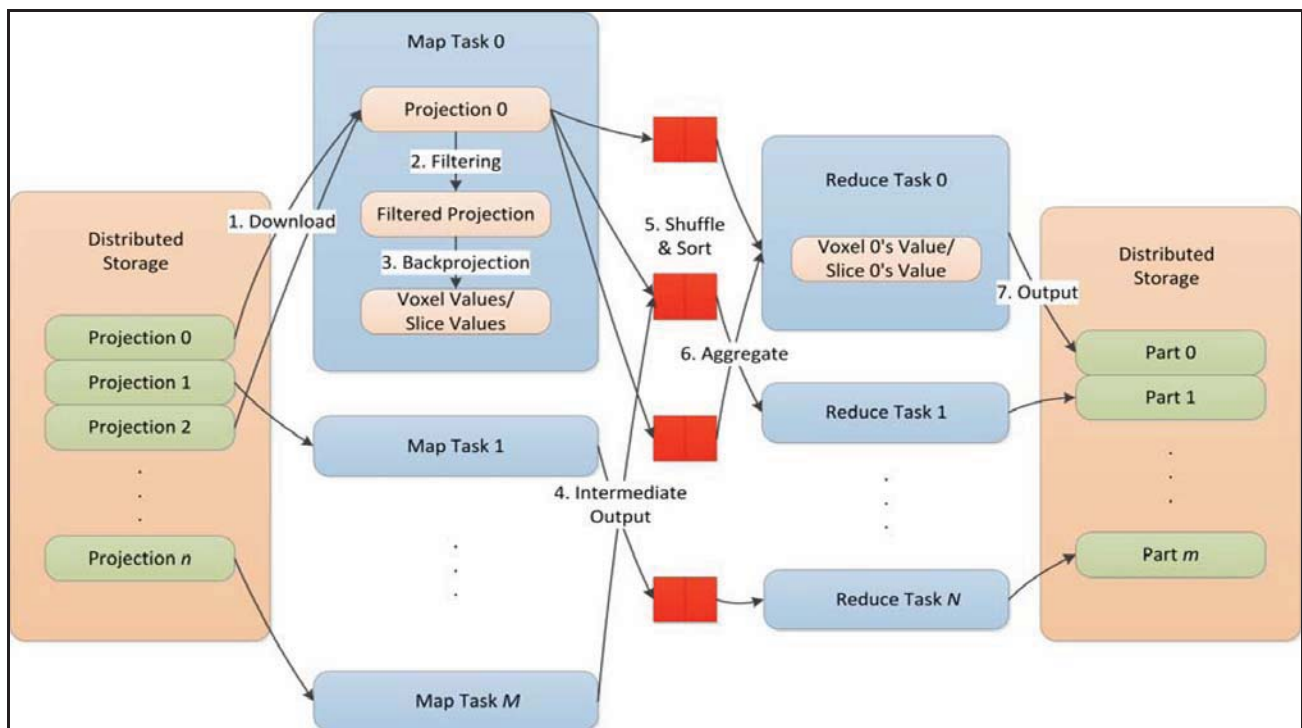 Distributed
Storage
Projection 0
Projection 1
Projection 2
.
.
.
Projection n
1. Download
Map Task 0
Projection 0
2. Filtering
Filtered Projection
3. Backprojection
Voxel Values/
Slice Values
Map Task 1
.
.
.
Map Task M
4. Intermediate
Output
5. Shuffle
& Sort
6. Aggregate
Reduce Task 0
Voxel 0's Value/
Slice 0's Value
Reduce Task 1
.
.
.
Reduce Task N
7. Output
Distributed
Storage
Part 0
Part 1
.
.
.
Part m